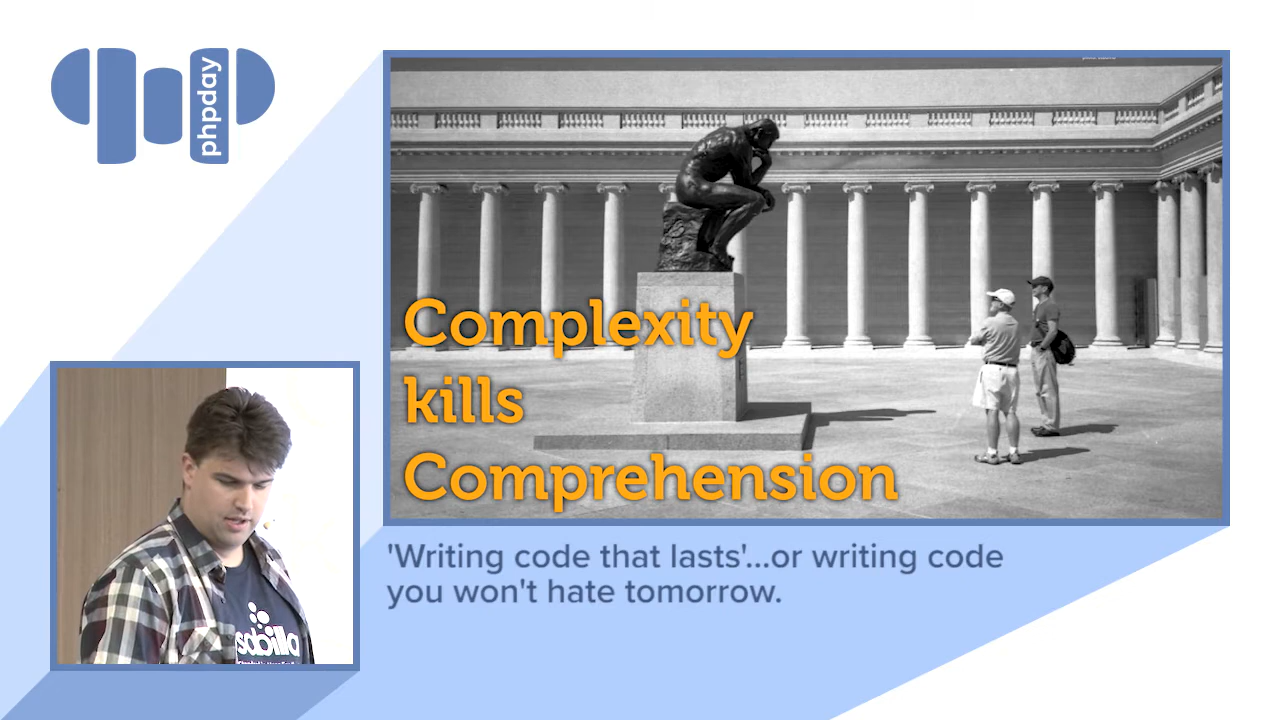 phpday
Complexity
kills
Comprehension
'Writing code that lasts'...or writing code
you won't hate tomorrow.